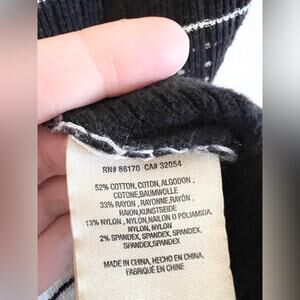 RN# 86170 CA# 32054
52% COTTON, COTON, ALGODON,
COTONE,BAUMWOLLE
33% RAYON, RAYONNE,RAYON,
RAION,KUNSTSEIDE
13% NYLON,NYLON,NAILON O POLIAMIDA,
NYLON, NYLON
2% SPANDEX, SPANDEX, SPANDEX,
SPANDEX,SPANDEX
MADE IN CHINA, HECHO EN CHINA,
FABRIQUÉ EN CHINE